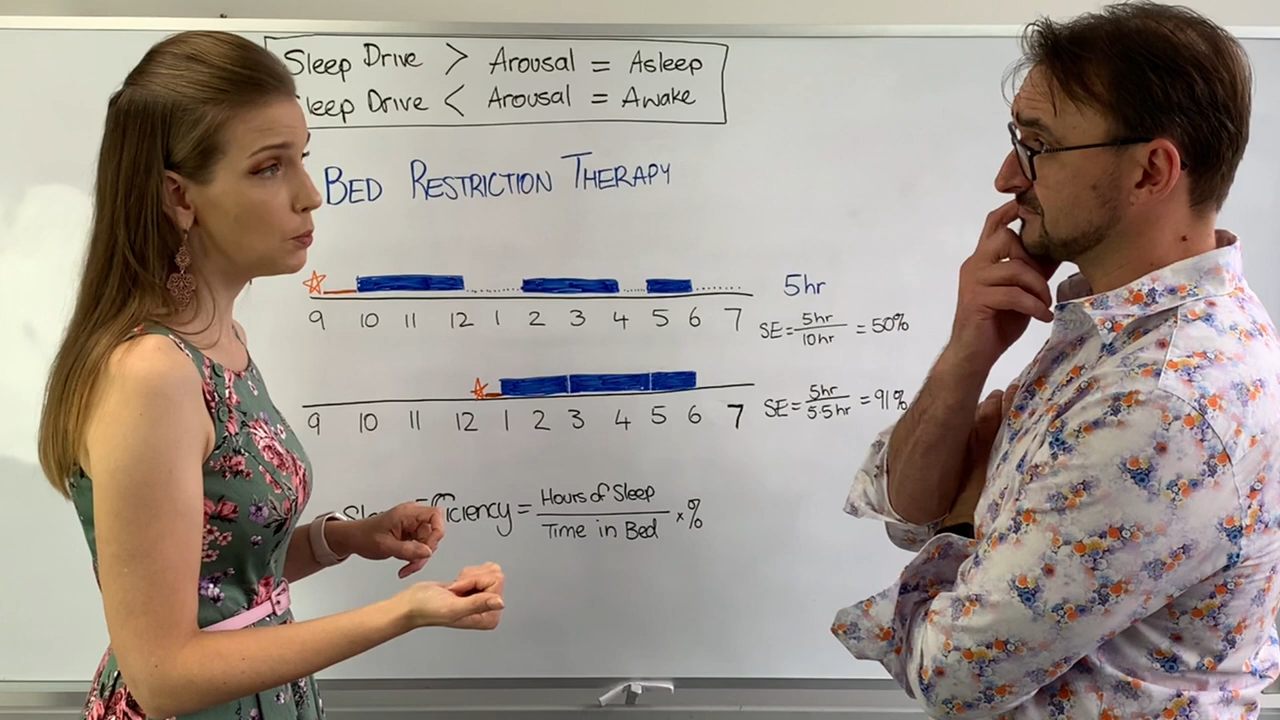 Sleep Drive > Arousal = Asleep
Drive < Arousal = Awake
BED RESTRICTION THERAPY
5hr
9 10 11 12 1 2 3 4 5 6 7
SE = 5hr / 10hr = 50%
9 10 11 12 1 2 3 4 5 6 7
SE = 5hr / 5.5hr = 91%
= Hours of Sleep / Time in Bed × %